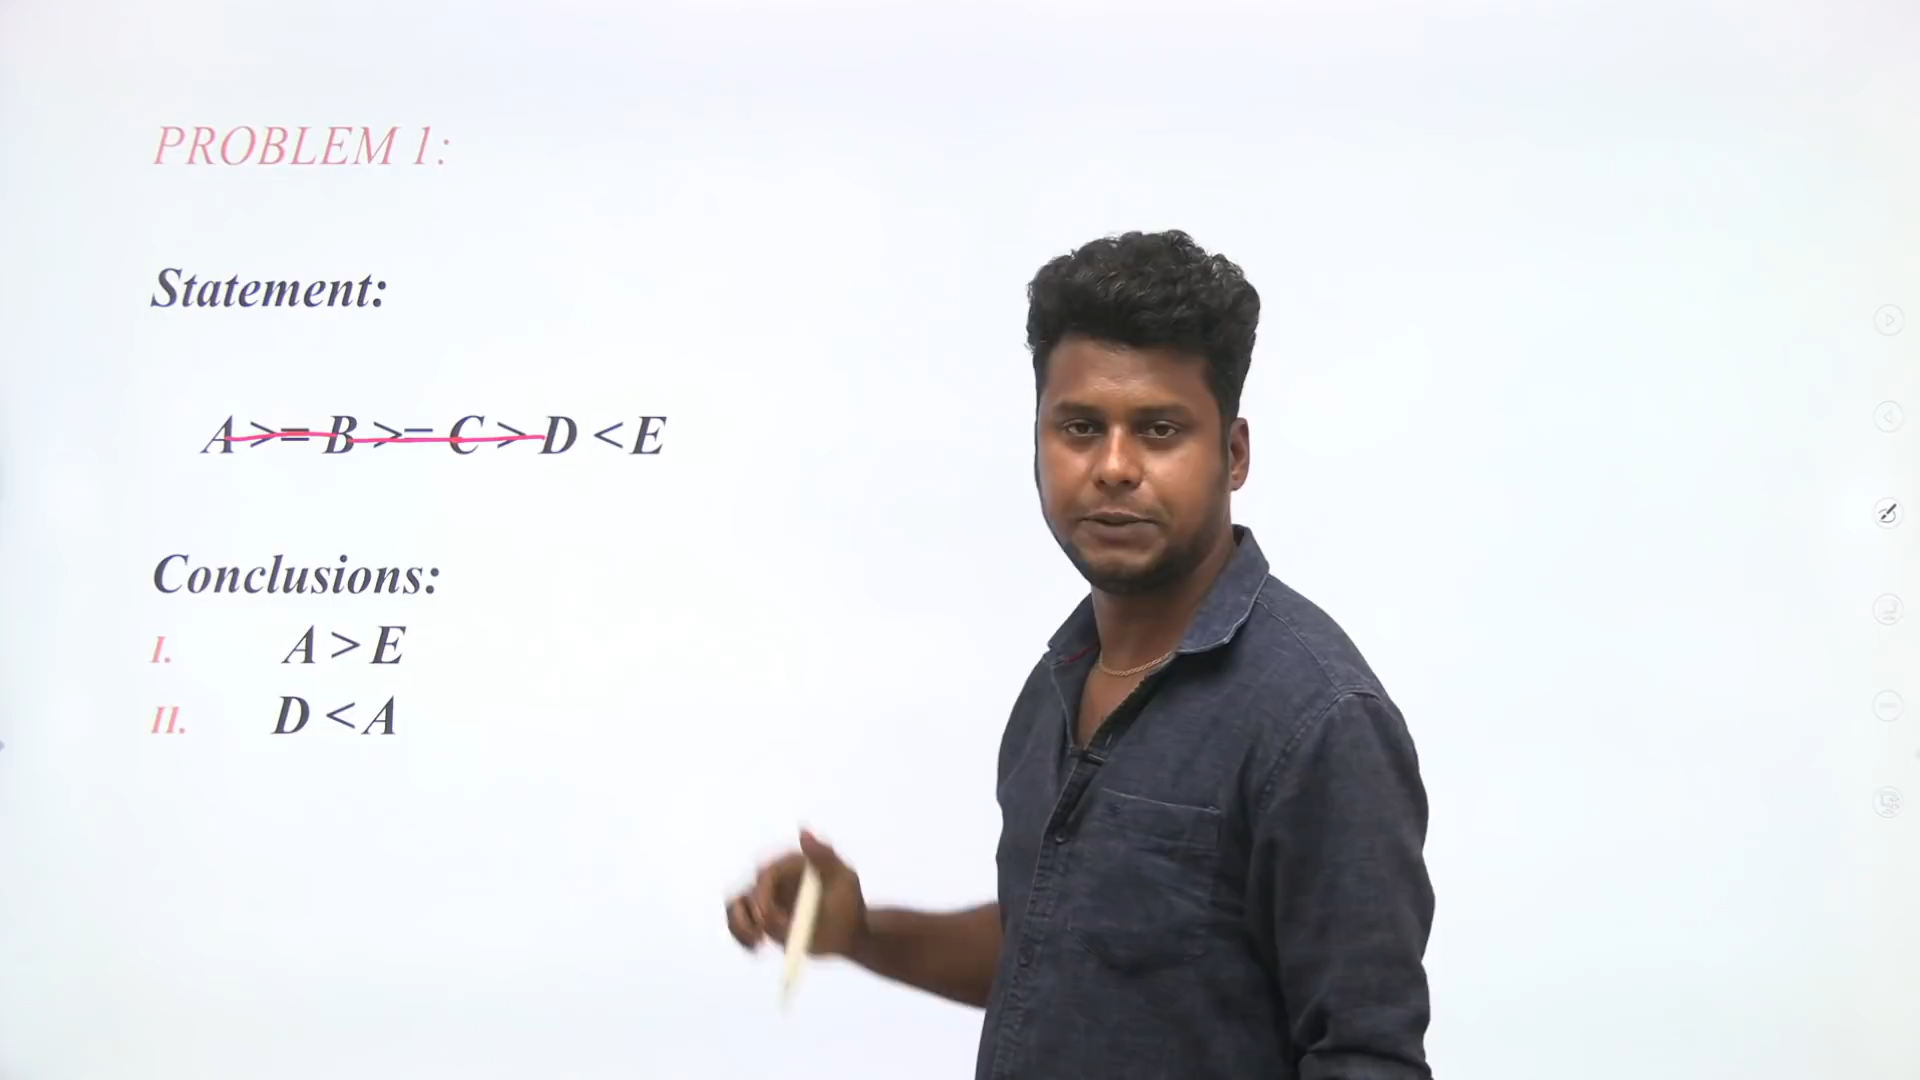 PROBLEM 1:
Statement:
A >= B >= C > D < E
Conclusions:
I. A > E
II. D < A